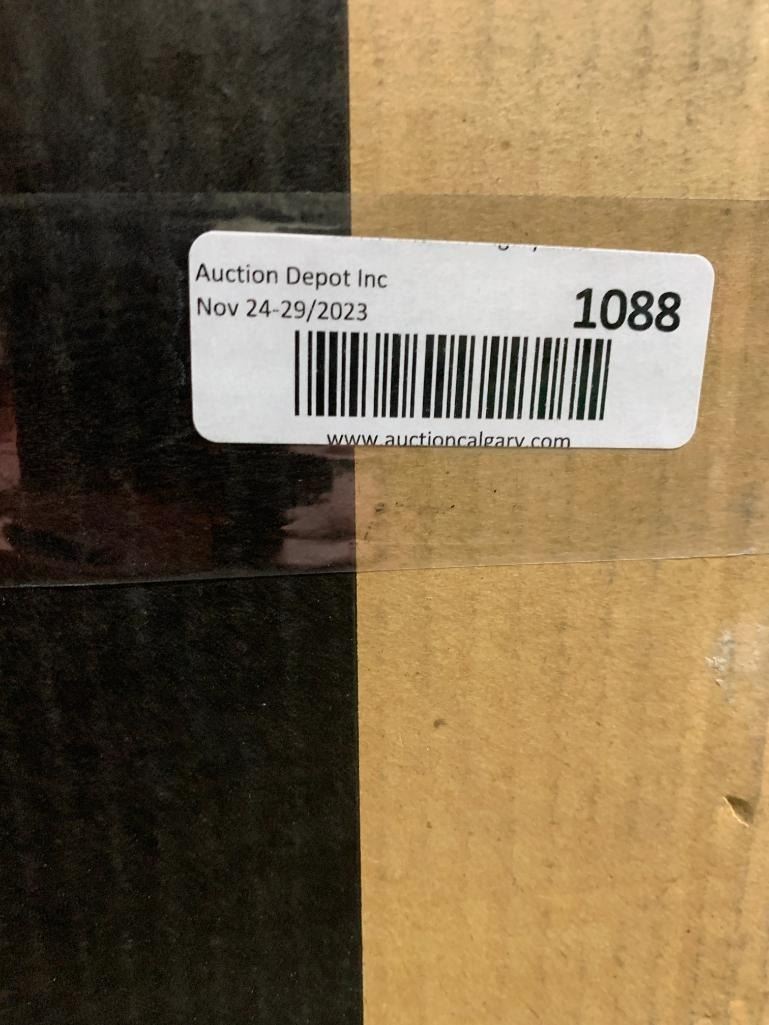 Auction Depot Inc
Nov 24-29/2023
1088
www.auctioncalgary.com